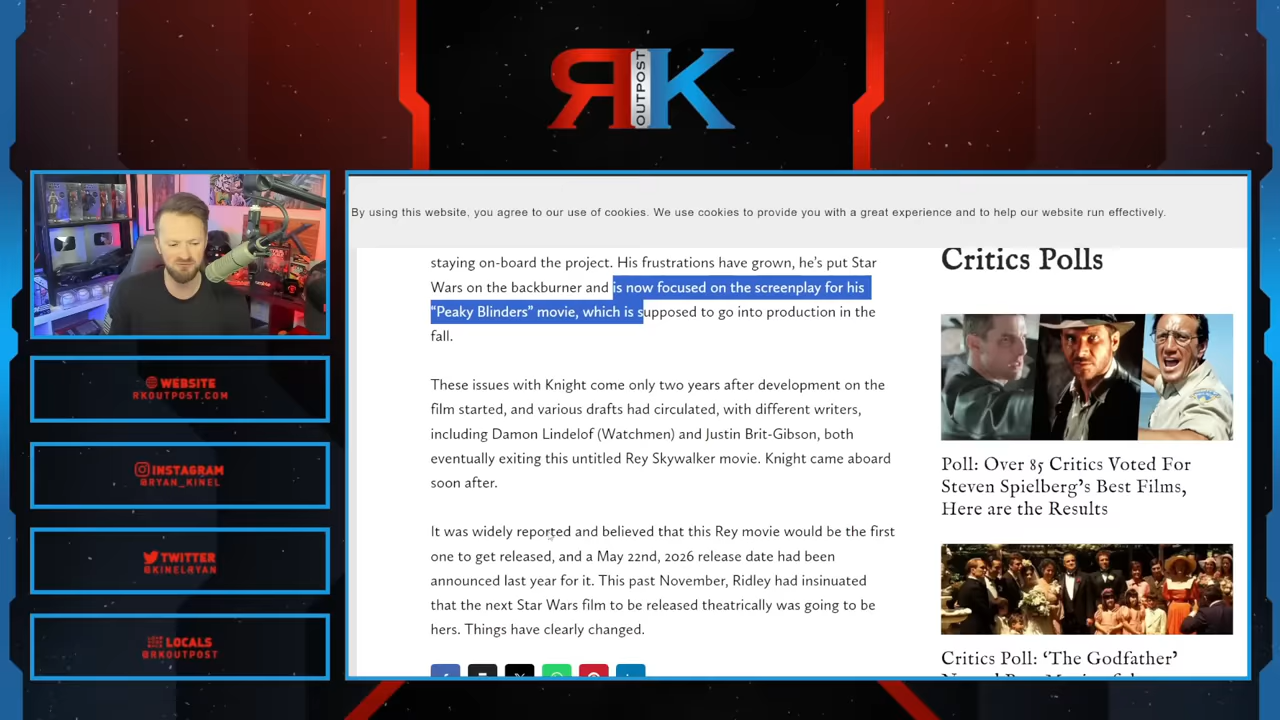 RK
OUTPOST
By using this website, you agree to our use of cookies. We use cookies to provide you with a great experience and to help our website run effectively.
staying on-board the project. His frustrations have grown, he's put Star
Wars on the backburner and is now focused on the screenplay for his
“Peaky Blinders” movie, which is supposed to go into production in the
fall.
These issues with Knight come only two years after development on the
film started, and various drafts had circulated, with different writers,
including Damon Lindelof (Watchmen) and Justin Brit-Gibson, both
eventually exiting this untitled Rey Skywalker movie. Knight came aboard
soon after.
It was widely reported and believed that this Rey movie would be the first
one to get released, and a May 22nd, 2026 release date had been
announced last year for it. This past November, Ridley had insinuated
that the next Star Wars film to be released theatrically was going to be
hers. Things have clearly changed.
Critics Polls
Poll: Over 85 Critics Voted For
Steven Spielberg's Best Films,
Here are the Results
Critics Poll: ‘The Godfather’
WEBSITE
RKOUTPOST.COM
INSTAGRAM
@RYAN_KINEL
TWITTER
@KINELRYAN
LOCALS
@RKOUTPOST